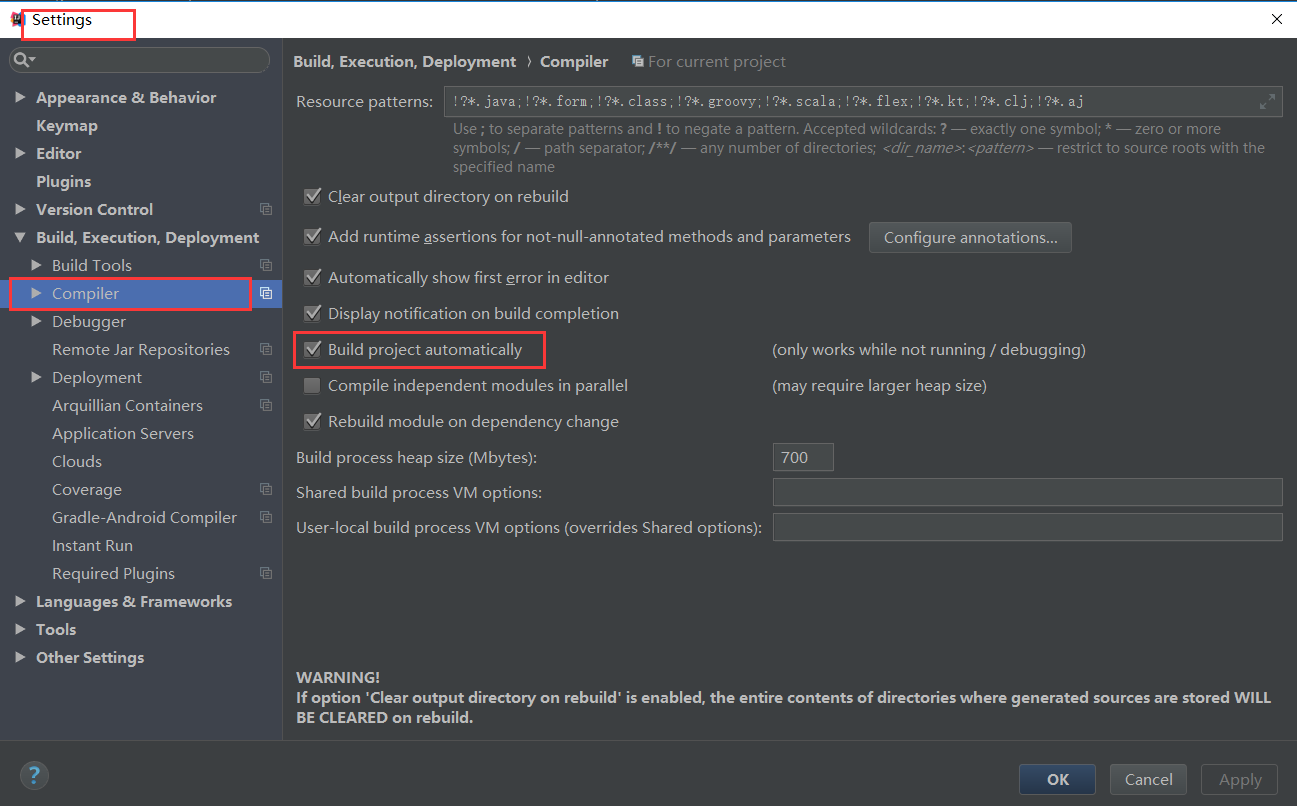 Settings
Appearance & Behavior
Keymap
Editor
Plugins
Version Control
Build, Execution, Deployment
Build Tools
Compiler
Debugger
Remote Jar Repositories
Deployment
Arquillian Containers
Application Servers
Clouds
Coverage
Gradle-Android Compiler
Instant Run
Required Plugins
Languages & Frameworks
Tools
Other Settings
Build, Execution, Deployment › Compiler For current project
Resource patterns: !?*.java;!?*.form;!?*.class;!?*.groovy;!?*.scala;!?*.flex;!?*.kt;!?*.clj;!?*.aj
Use ; to separate patterns and ! to negate a pattern. Accepted wildcards: ? — exactly one symbol; * — zero or more
symbols; / — path separator; /**/ — any number of directories; <dir_name>:<pattern> — restrict to source roots with the
specified name
Clear output directory on rebuild
Add runtime assertions for not-null-annotated methods and parameters Configure annotations...
Automatically show first error in editor
Display notification on build completion
Build project automatically (only works while not running / debugging)
Compile independent modules in parallel (may require larger heap size)
Rebuild module on dependency change
Build process heap size (Mbytes): 700
Shared build process VM options:
User-local build process VM options (overrides Shared options):
WARNING!
If option 'Clear output directory on rebuild' is enabled, the entire contents of directories where generated sources are stored WILL
BE CLEARED on rebuild.
? OK Cancel Apply